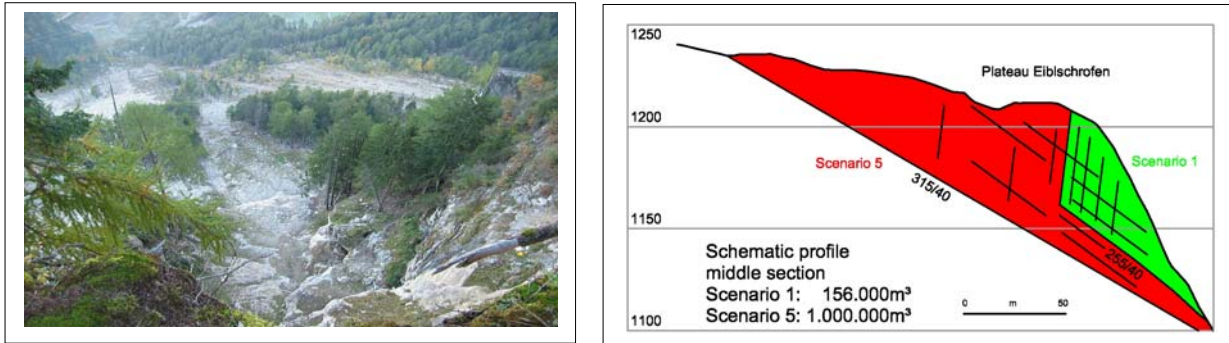 1250
Plateau Eiblschrofen
1200
Scenario 5
Scenario 1
315/40
1150
255/40
Schematic profile
middle section
Scenario 1: 156.000m³
Scenario 5: 1.000.000m³
0 m 50
1100